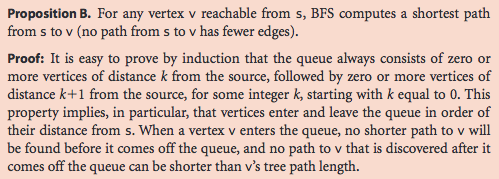 Proposition B. For any vertex v reachable from s, BFS computes a shortest path
from s to v (no path from s to v has fewer edges).
Proof: It is easy to prove by induction that the queue always consists of zero or
more vertices of distance k from the source, followed by zero or more vertices of
distance k+1 from the source, for some integer k, starting with k equal to 0. This
property implies, in particular, that vertices enter and leave the queue in order of
their distance from s. When a vertex v enters the queue, no shorter path to v will
be found before it comes off the queue, and no path to v that is discovered after it
comes off the queue can be shorter than v's tree path length.